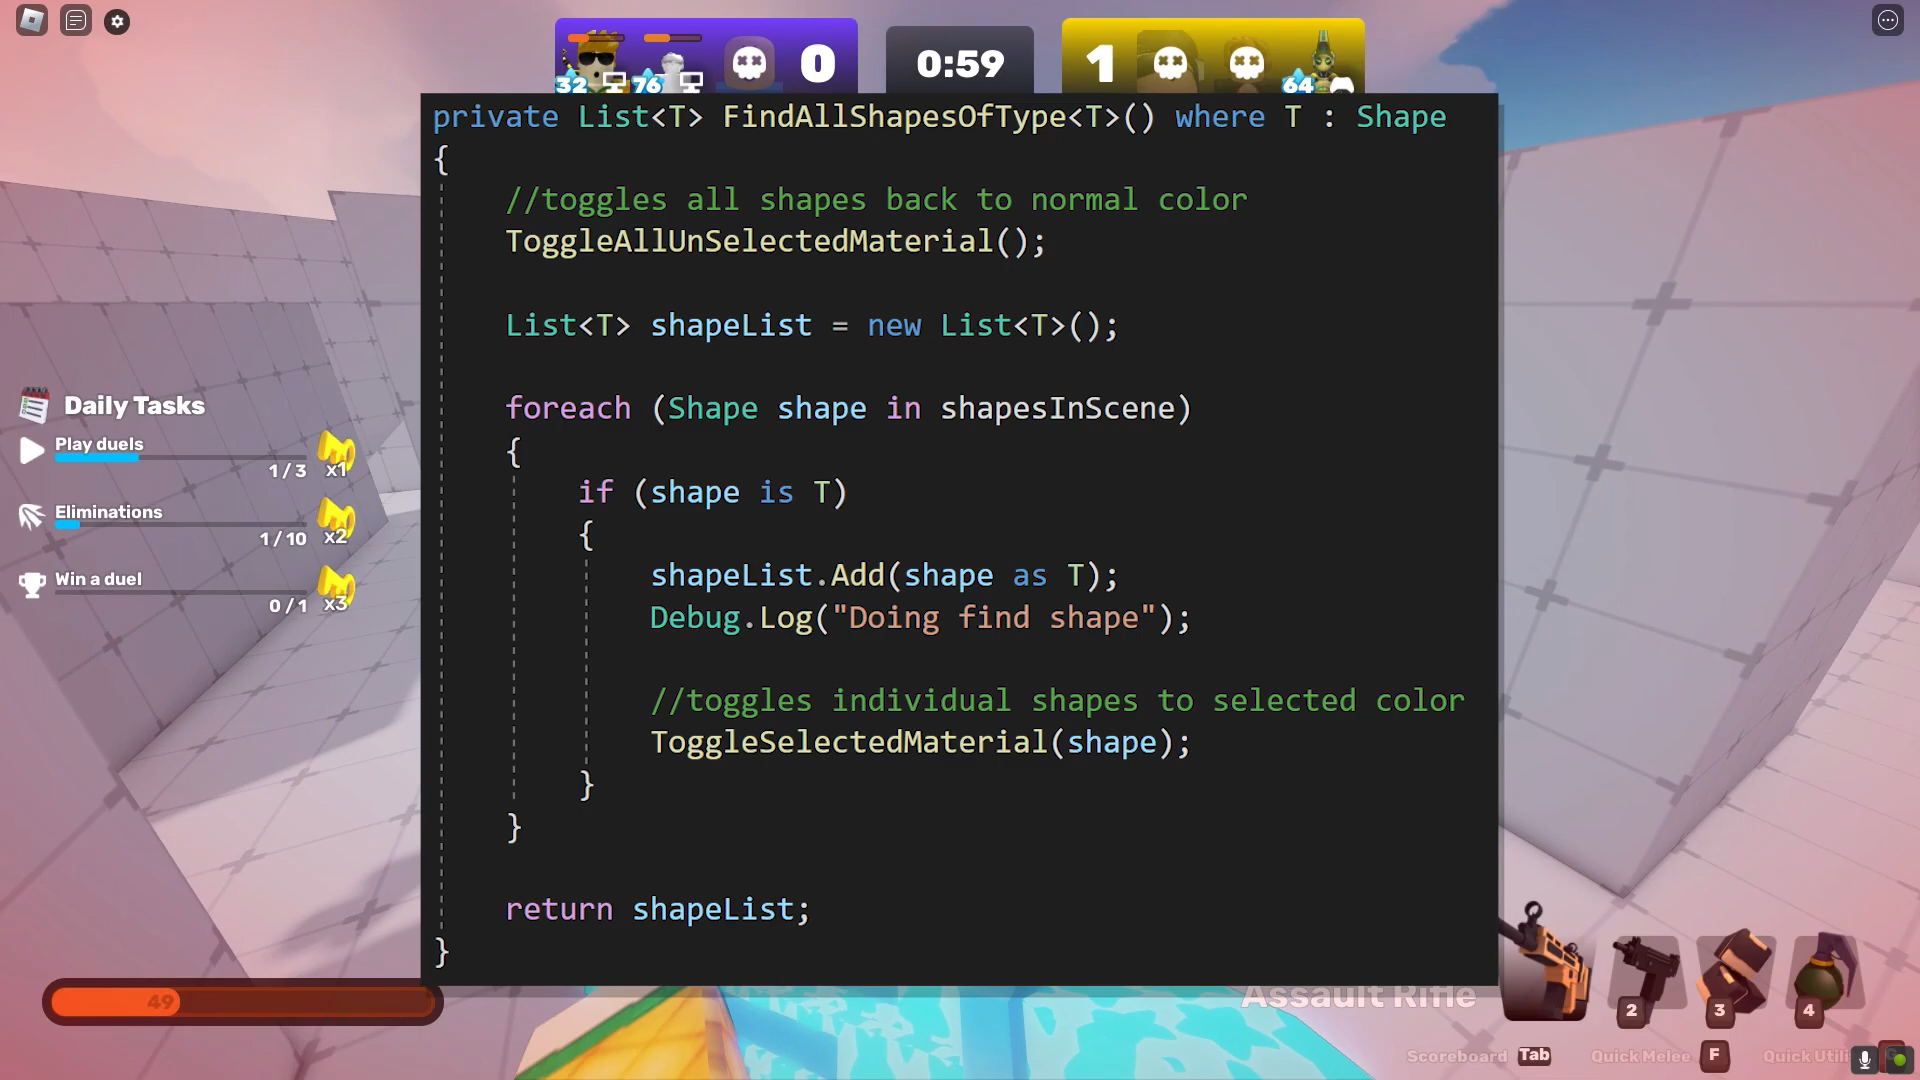 0
0:59
1
32
76
64
private List<T> FindAllShapesOfType<T>() where T : Shape
{
//toggles all shapes back to normal color
ToggleAllUnSelectedMaterial();
List<T> shapeList = new List<T>();
foreach (Shape shape in shapesInScene)
{
if (shape is T)
{
shapeList.Add(shape as T);
Debug.Log("Doing find shape");
//toggles individual shapes to selected color
ToggleSelectedMaterial(shape);
}
}
return shapeList;
}
Daily Tasks
Play duels
1 / 3 x1
Eliminations
1 / 10 x2
Win a duel
0 / 1 x3
49
Assault Rifle
2
3
4
Scoreboard Tab
Quick Melee F
Quick